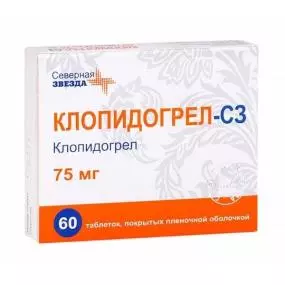 Северная
ЗВЕЗДА
КЛОПИДОГРЕЛ-СЗ
Клопидогрел
75 мг
60 таблеток, покрытых пленочной оболочкой